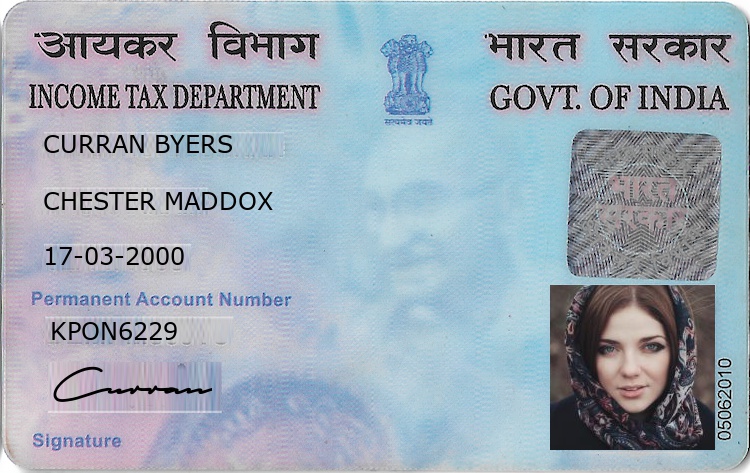 आयकर विभाग
भारत सरकार
INCOME TAX DEPARTMENT
GOVT. OF INDIA
सत्यमेव जयते
CURRAN BYERS
CHESTER MADDOX
17-03-2000
भारत
सरकार
Permanent Account Number
KPON6229
Curran
Signature
05062010